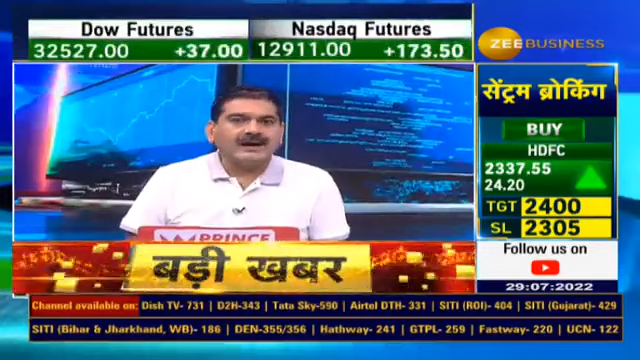 Dow Futures
32527.00 +37.00
Nasdaq Futures
12911.00 +173.50
ZEE BUSINESS
सेंट्रम ब्रोकिंग
BUY
HDFC
2337.55
24.20
TGT 2400
SL 2305
PRINCE
बड़ी खबर
Follow us on
29:07:2022
Channel available on: Dish TV- 731 | D2H-343 | Tata Sky-590 | Airtel DTH- 331 | SITI (ROI)- 404 | SITI (Gujarat)- 429
SITI (Bihar & Jharkhand, WB)- 186 | DEN-355/356 | Hathway- 241 | GTPL- 259 | Fastway- 220 | UCN- 122